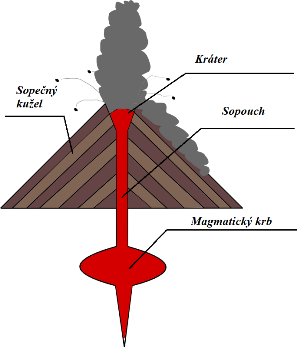 Kráter
Sopečný
kužel
Sopouch
Magmatický krb